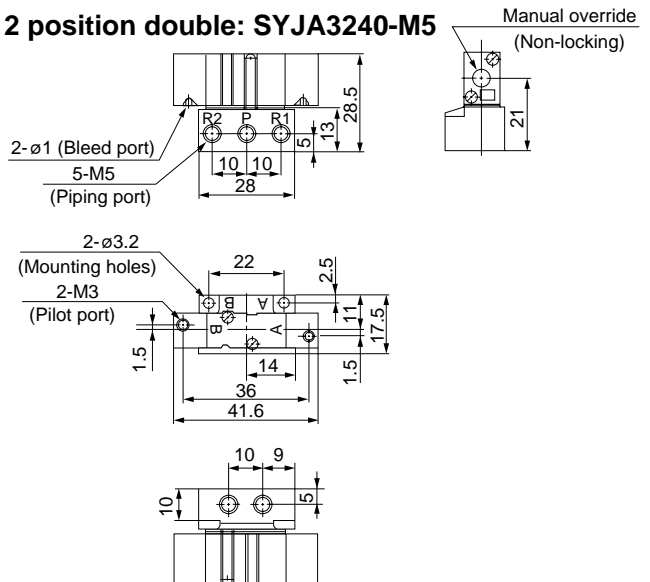 2 position double: SYJA3240-M5
Manual override
(Non-locking)
R2 P R1
2-ø1 (Bleed port)
5-M5
(Piping port)
10 10
28
5
13
28.5
21
2-ø3.2
(Mounting holes)
2-M3
(Pilot port)
22
2.5
B A
B A
11
17.5
1.5
1.5
14
36
41.6
10 9
5
10